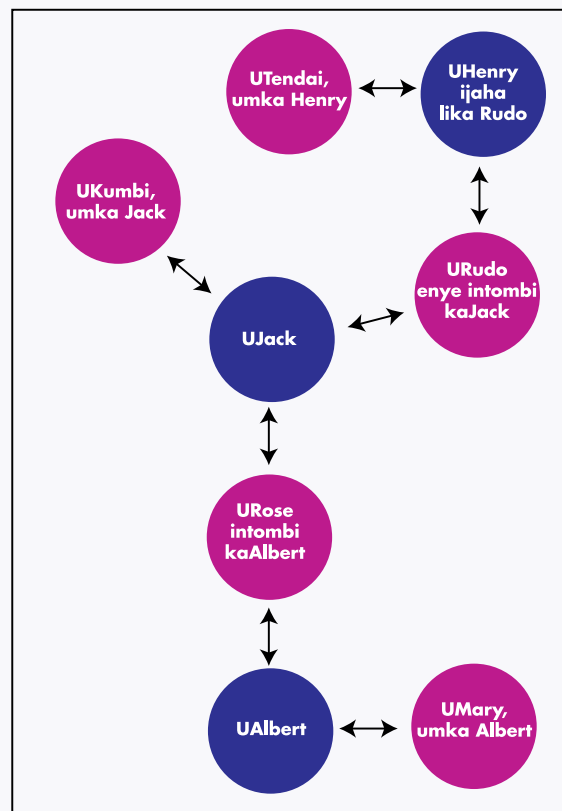 UTendai,
umka Henry
UHenry
ijaha
lika Rudo
UKumbi,
umka Jack
URudo
enye intombi
kaJack
UJack
URose
intombi
kaAlbert
UAlbert
UMary,
umka Albert